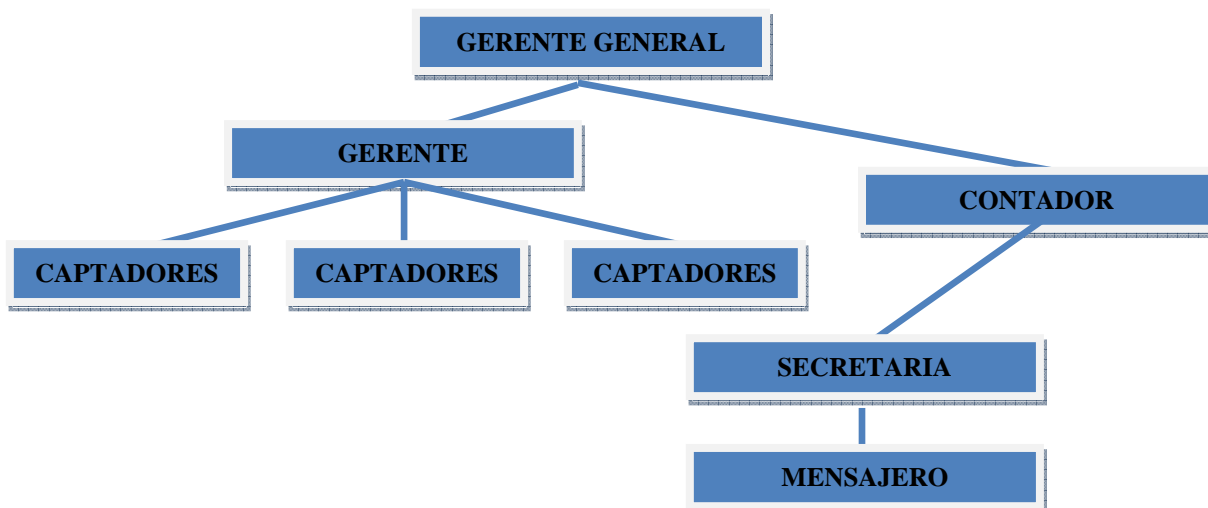 GERENTE GENERAL
GERENTE
CONTADOR
CAPTADORES
CAPTADORES
CAPTADORES
SECRETARIA
MENSAJERO